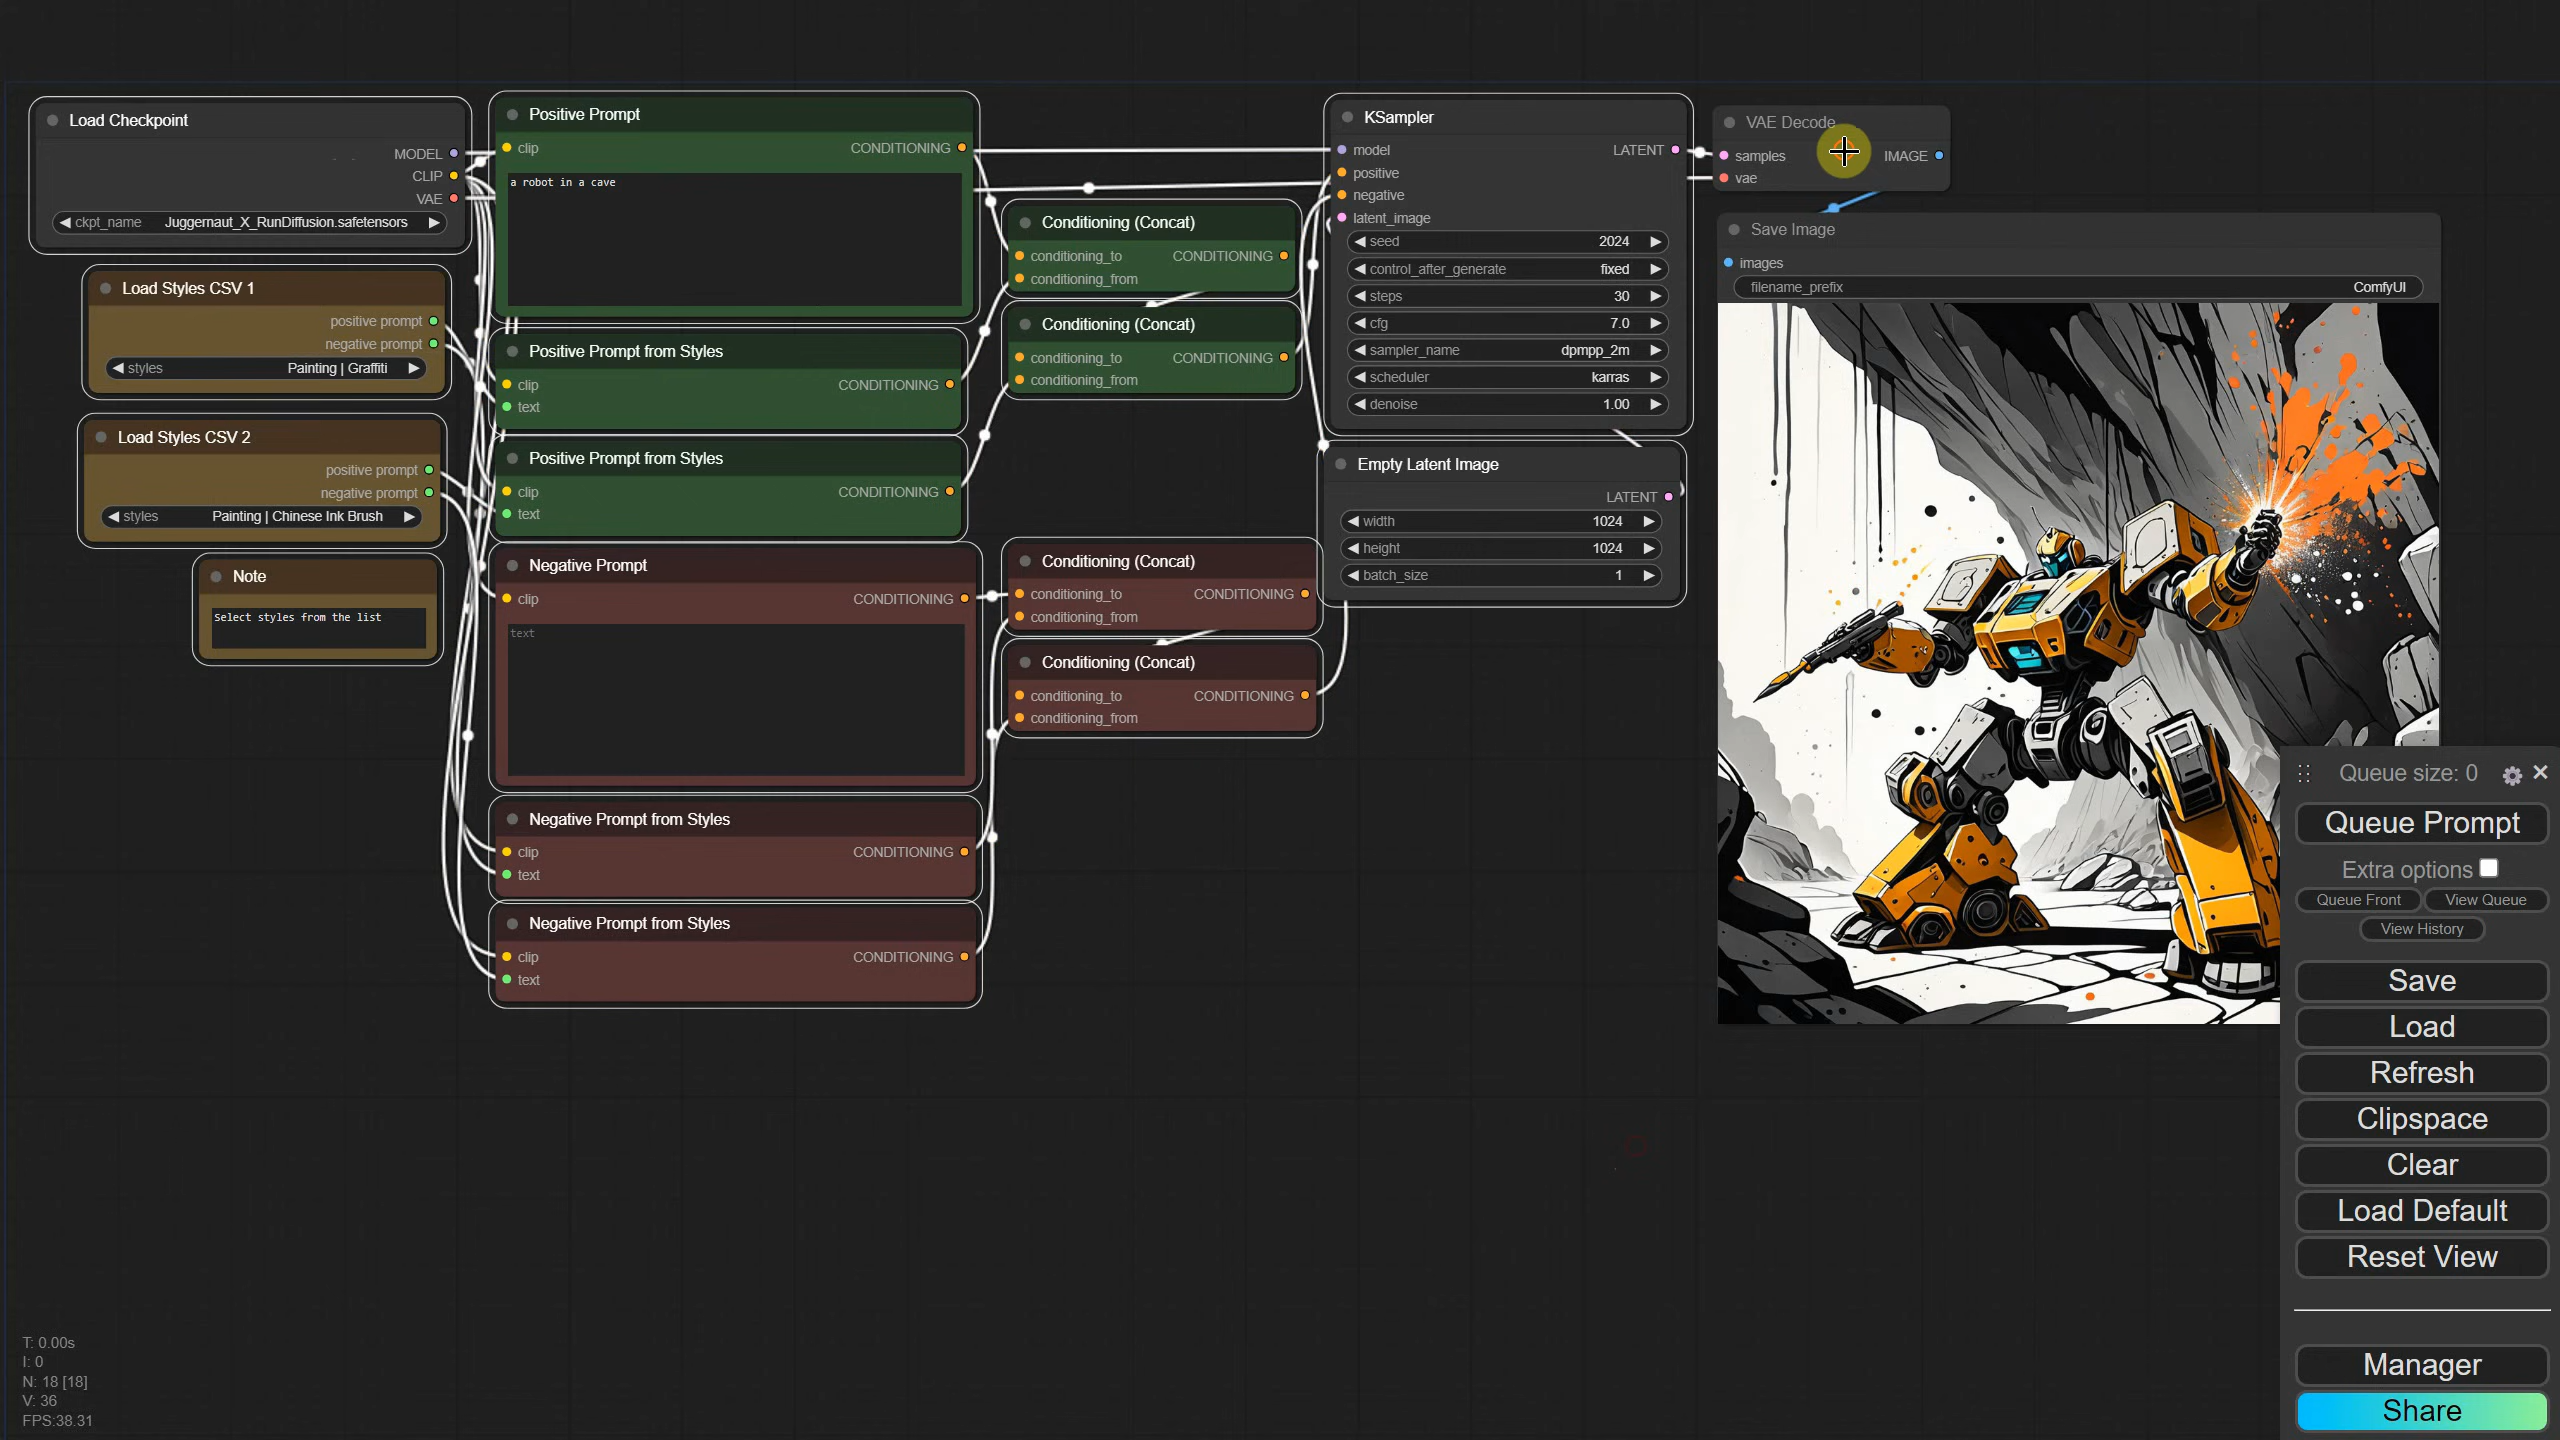 Load Checkpoint
MODEL
CLIP
VAE
ckpt_name Juggernaut_X_RunDiffusion.safetensors
Load Styles CSV 1
positive prompt
negative prompt
styles Painting | Graffiti
Load Styles CSV 2
positive prompt
negative prompt
styles Painting | Chinese Ink Brush
Note
Select styles from the list
Positive Prompt
clip CONDITIONING
a robot in a cave
Positive Prompt from Styles
clip CONDITIONING
text
Positive Prompt from Styles
clip CONDITIONING
text
Negative Prompt
clip CONDITIONING
text
Negative Prompt from Styles
clip CONDITIONING
text
Negative Prompt from Styles
clip CONDITIONING
text
Conditioning (Concat)
conditioning_to CONDITIONING
conditioning_from
Conditioning (Concat)
conditioning_to CONDITIONING
conditioning_from
Conditioning (Concat)
conditioning_to CONDITIONING
conditioning_from
Conditioning (Concat)
conditioning_to CONDITIONING
conditioning_from
KSampler
model LATENT
positive
negative
latent_image
seed 2024
control_after_generate fixed
steps 30
cfg 7.0
sampler_name dpmpp_2m
scheduler karras
denoise 1.00
Empty Latent Image
LATENT
width 1024
height 1024
batch_size 1
VAE Decode
samples IMAGE
vae
Save Image
images
filename_prefix ComfyUI
Queue size: 0
Queue Prompt
Extra options
Queue Front View Queue
View History
Save
Load
Refresh
Clipspace
Clear
Load Default
Reset View
Manager
Share
T: 0.00s
I: 0
N: 18 [18]
V: 36
FPS:38.31